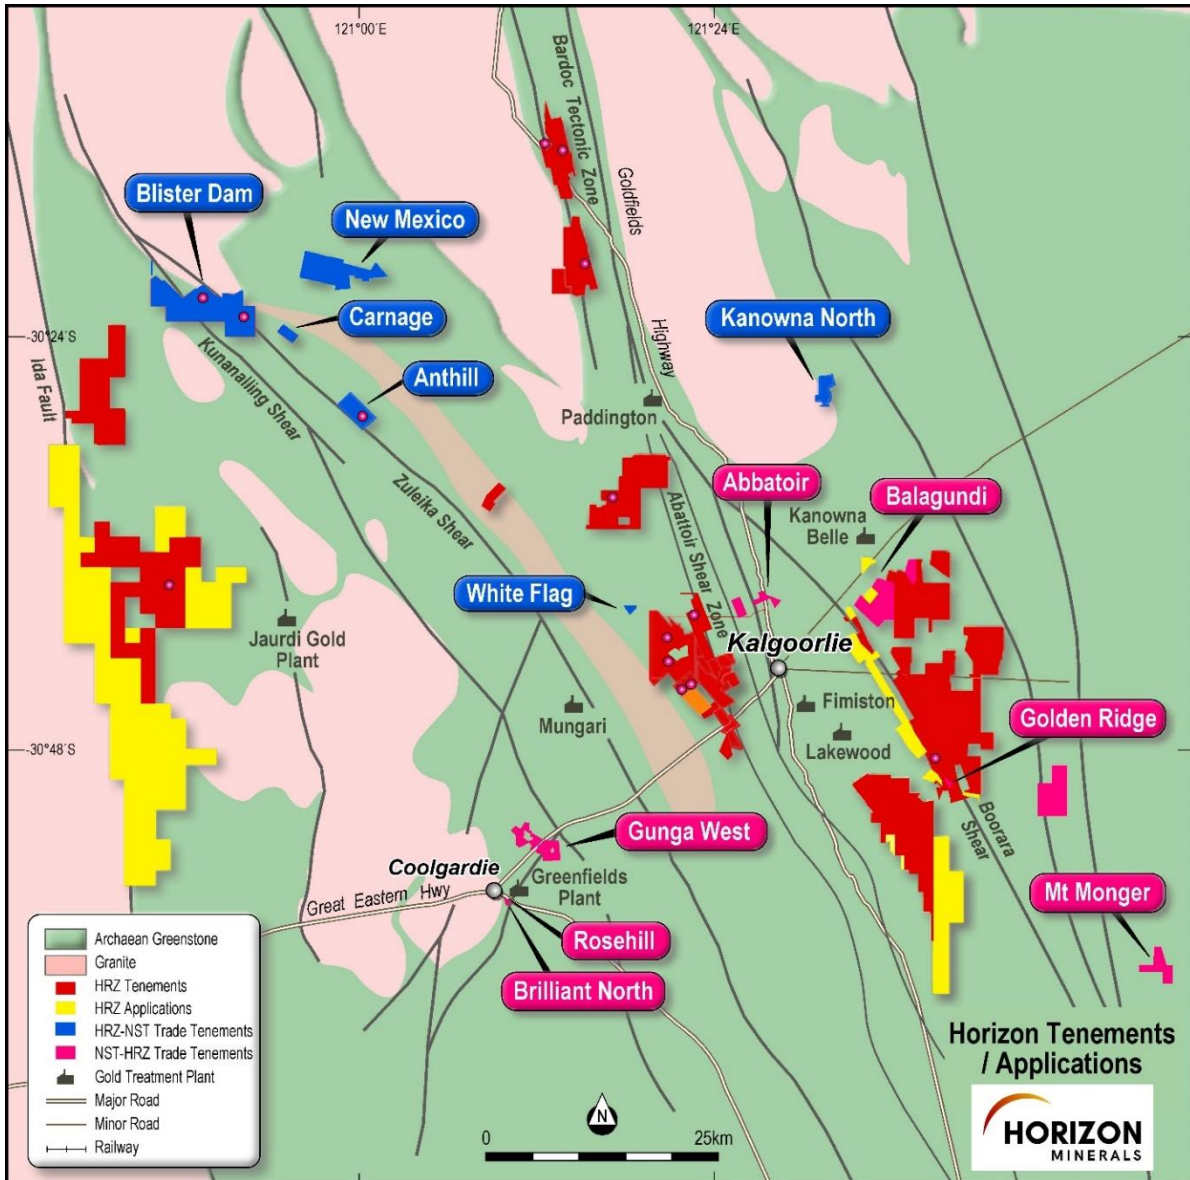 121°00´E
121°24´E
Bardoc Tectonic Zone
Goldfields
Highway
Blister Dam
New Mexico
Carnage
Kanowna North
-30°24´S
Ida Fault
Kunanalling Shear
Anthill
Paddington
Zuleika Shear
Abbatoir
Balagundi
Abattoir Shear Zone
Kanowna
Belle
White Flag
Jaurdi Gold
Plant
Kalgoorlie
Mungari
Fimiston
Lakewood
Golden Ridge
-30°48´S
Boorara
Shear
Gunga West
Coolgardie
Greenfields
Plant
Great Eastern Hwy
Mt Monger
Rosehill
Brilliant North
Archaean Greenstone
Granite
HRZ Tenements
HRZ Applications
HRZ-NST Trade Tenements
NST-HRZ Trade Tenements
Gold Treatment Plant
Major Road
Minor Road
Railway
N
0
25km
Horizon Tenements
/ Applications
HORIZON
MINERALS